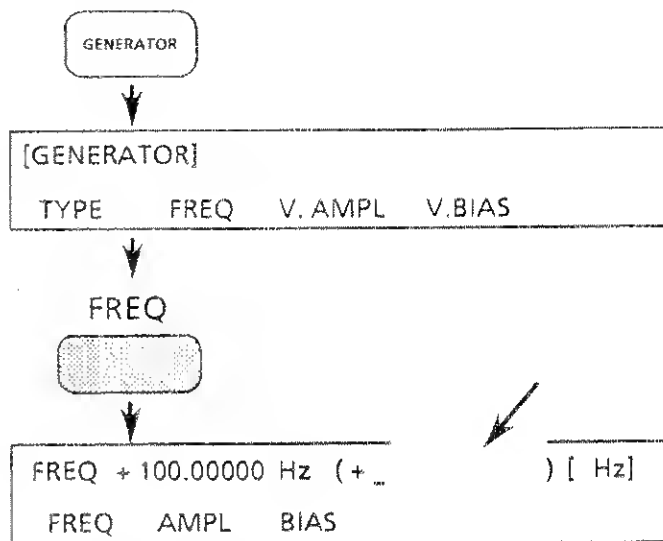 GENERATOR
[GENERATOR]
TYPE FREQ V. AMPL V.BIAS
FREQ
FREQ + 100.00000 Hz (+ _ ) [ Hz]
FREQ AMPL BIAS